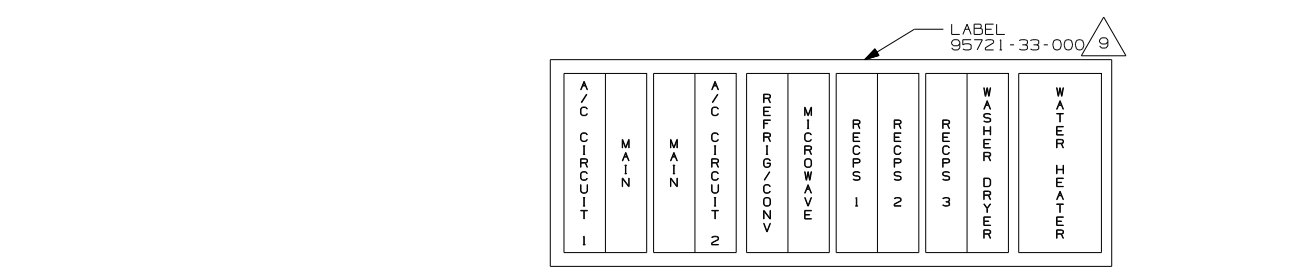 LABEL
95721-33-000
9
A/C CIRCUIT 1
MAIN
MAIN
A/C CIRCUIT 2
REFRIG/CONV
MICROWAVE
RECPS 1
RECPS 2
RECPS 3
WASHER DRYER
WATER HEATER